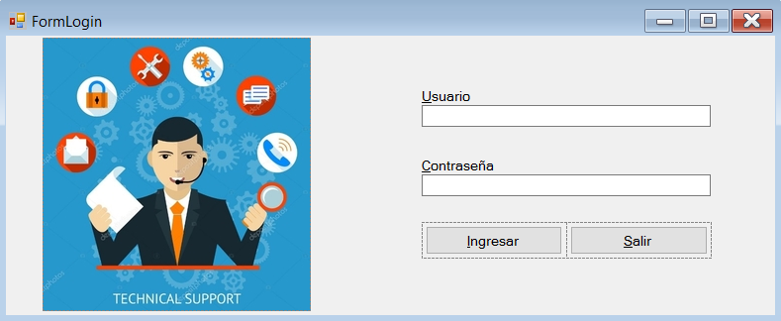 FormLogin
Usuario
Contraseña
Ingresar
Salir
TECHNICAL SUPPORT